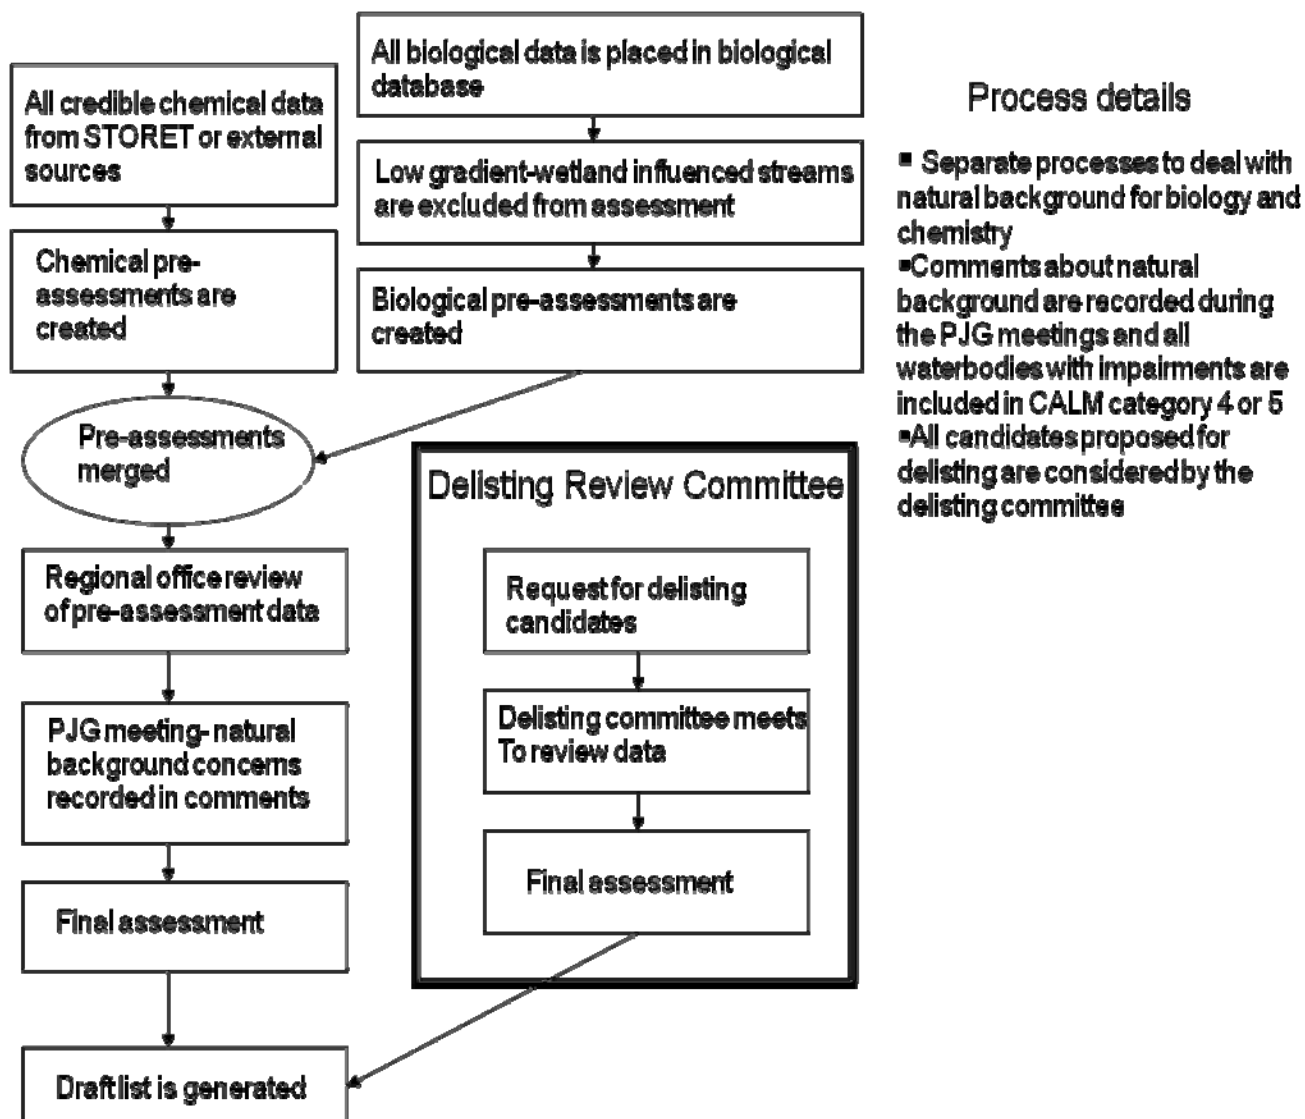 All biological data is placed in biological
database
All credible chemical data
from STORET or external
sources
Low gradient-wetland influenced streams
are excluded from assessment
Chemical pre-
assessments are
created
Biological pre-assessments are
created
Pre-assessments
merged
Regional office review
of pre-assessment data
PJG meeting- natural
background concerns
recorded in comments
Final assessment
Draft list is generated
Delisting Review Committee
Request for delisting
candidates
Delisting committee meets
To review data
Final assessment
Process details
▪ Separate processes to deal with
natural background for biology and
chemistry
▪Comments about natural
background are recorded during
the PJG meetings and all
waterbodies with impairments are
included in CALM category 4 or 5
▪All candidates proposed for
delisting are considered by the
delisting committee